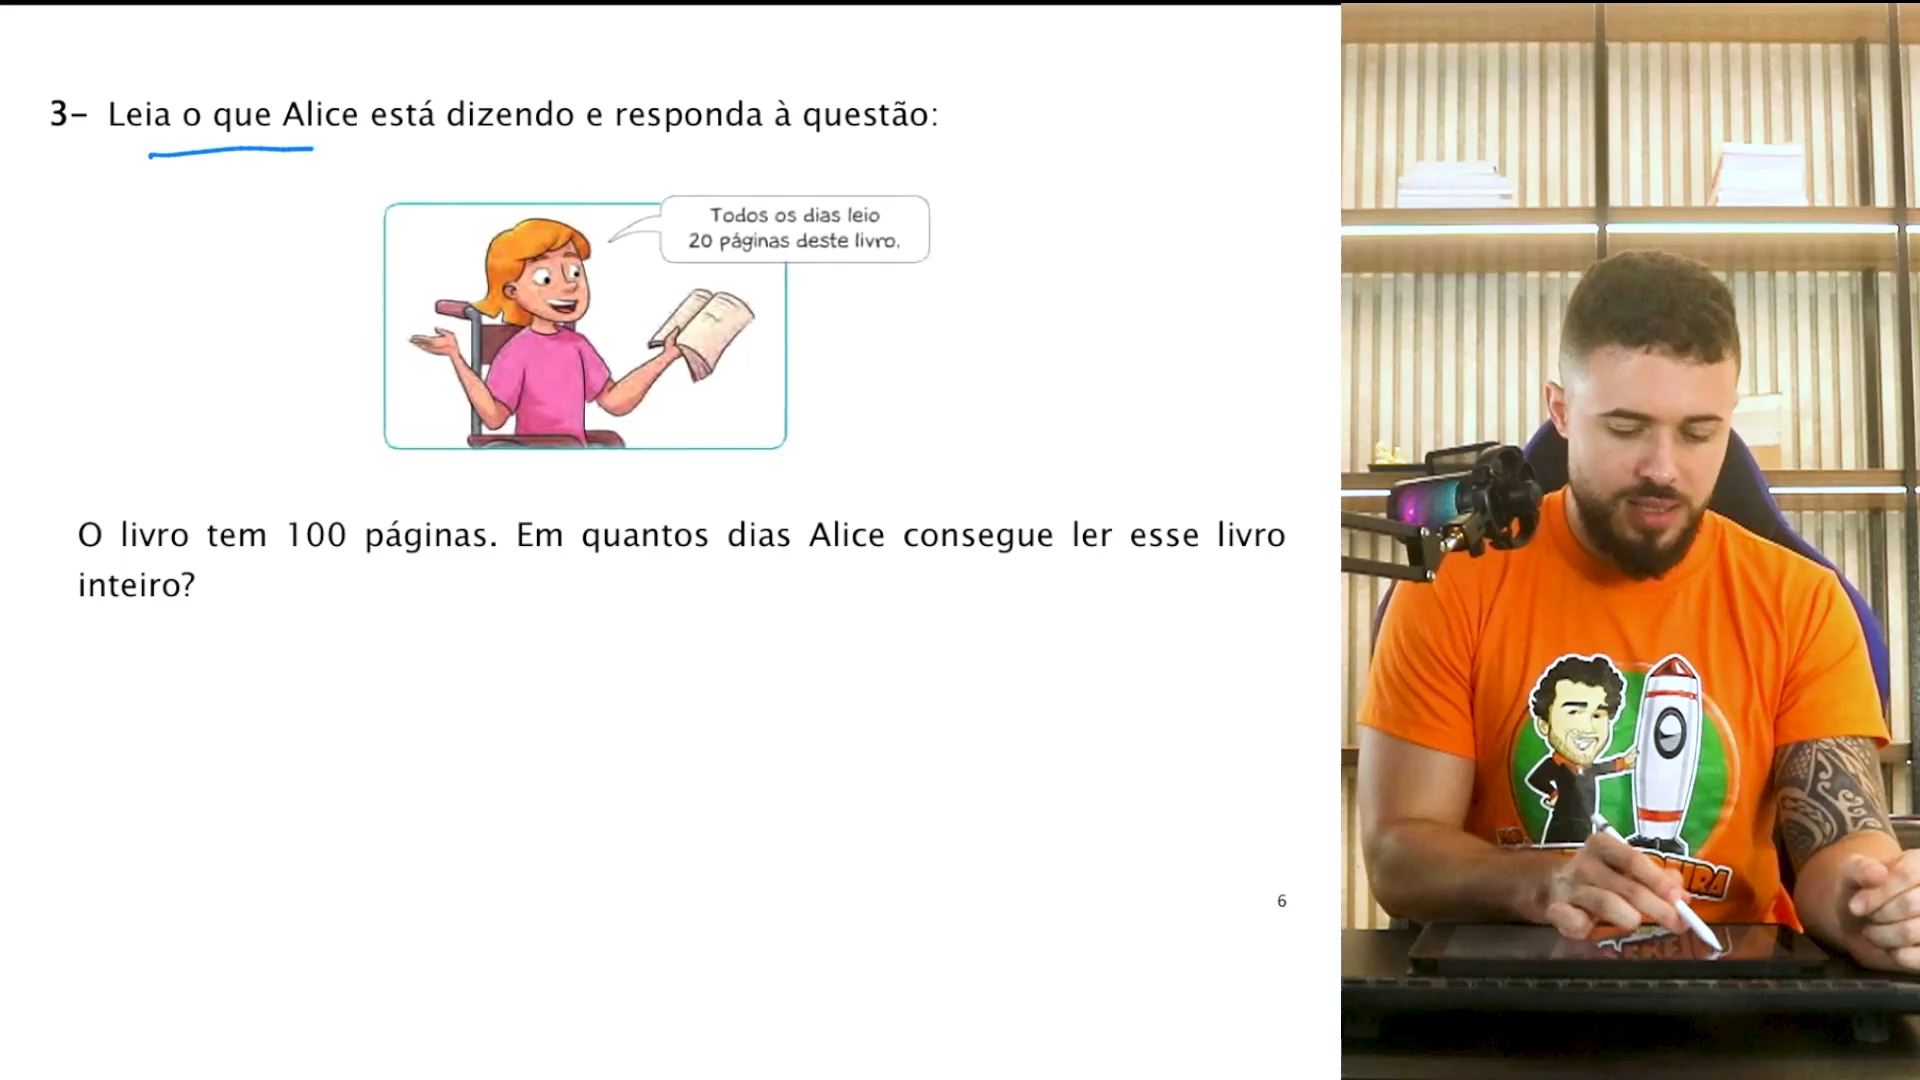 3- Leia o que Alice está dizendo e responda à questão:
Todos os dias leio
20 páginas deste livro.
O livro tem 100 páginas. Em quantos dias Alice consegue ler esse livro
inteiro?
6